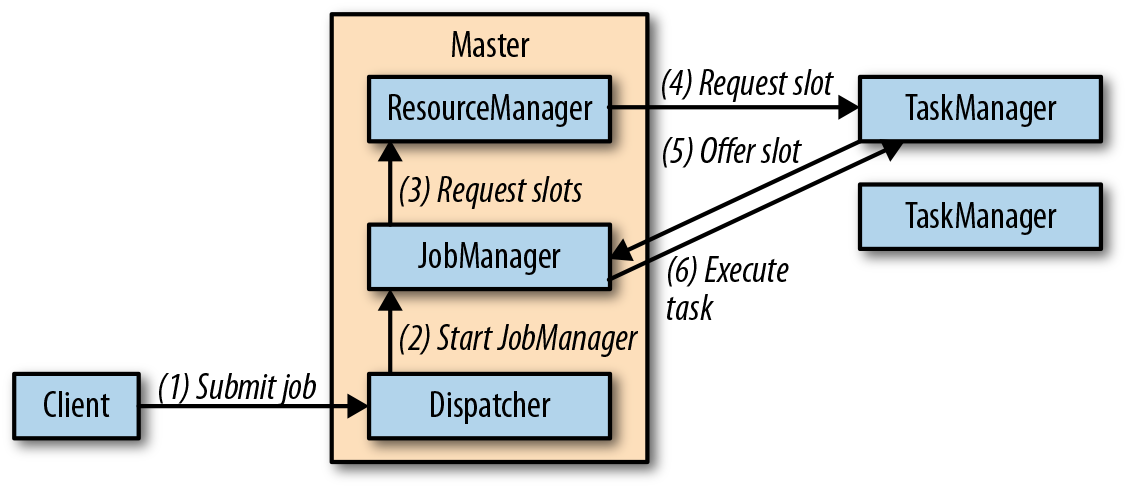 Master
ResourceManager
(4) Request slot
TaskManager
(5) Offer slot
(3) Request slots
TaskManager
JobManager
(6) Execute
task
(2) Start JobManager
Client
(1) Submit job
Dispatcher